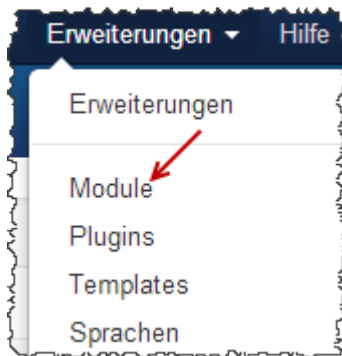 Erweiterungen Hilfe
Erweiterungen
Module
Plugins
Templates
Sprachen